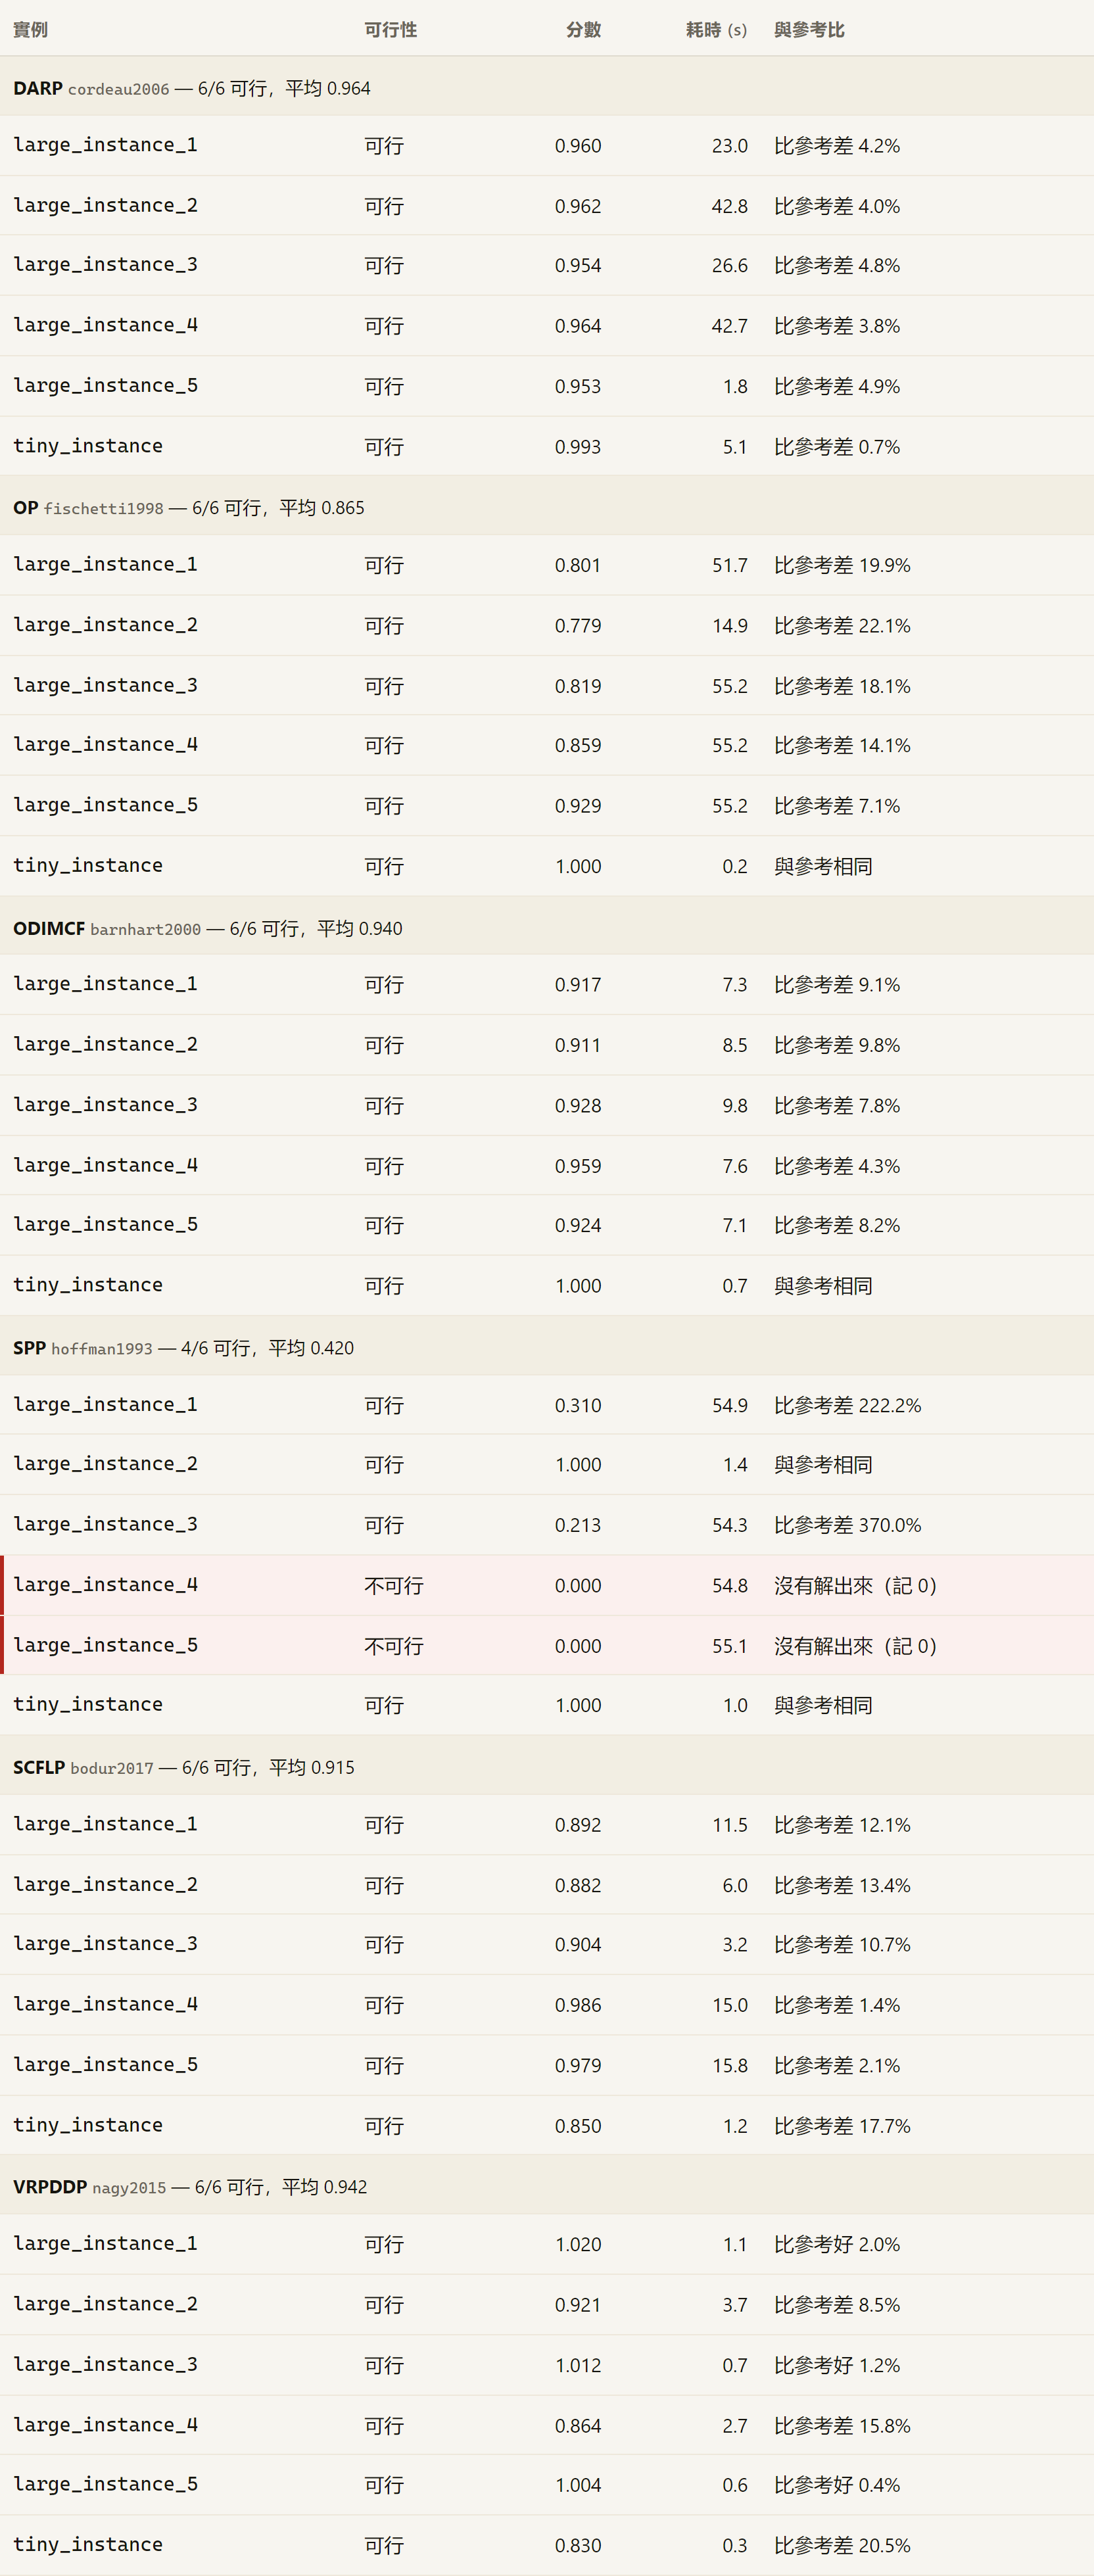 實例 可行性 分數 耗時 (s) 與參考比
DARP cordeau2006 — 6/6 可行，平均 0.964
large_instance_1 可行 0.960 23.0 比參考差 4.2%
large_instance_2 可行 0.962 42.8 比參考差 4.0%
large_instance_3 可行 0.954 26.6 比參考差 4.8%
large_instance_4 可行 0.964 42.7 比參考差 3.8%
large_instance_5 可行 0.953 1.8 比參考差 4.9%
tiny_instance 可行 0.993 5.1 比參考差 0.7%
OP fischetti1998 — 6/6 可行，平均 0.865
large_instance_1 可行 0.801 51.7 比參考差 19.9%
large_instance_2 可行 0.779 14.9 比參考差 22.1%
large_instance_3 可行 0.819 55.2 比參考差 18.1%
large_instance_4 可行 0.859 55.2 比參考差 14.1%
large_instance_5 可行 0.929 55.2 比參考差 7.1%
tiny_instance 可行 1.000 0.2 與參考相同
ODIMCF barnhart2000 — 6/6 可行，平均 0.940
large_instance_1 可行 0.917 7.3 比參考差 9.1%
large_instance_2 可行 0.911 8.5 比參考差 9.8%
large_instance_3 可行 0.928 9.8 比參考差 7.8%
large_instance_4 可行 0.959 7.6 比參考差 4.3%
large_instance_5 可行 0.924 7.1 比參考差 8.2%
tiny_instance 可行 1.000 0.7 與參考相同
SPP hoffman1993 — 4/6 可行，平均 0.420
large_instance_1 可行 0.310 54.9 比參考差 222.2%
large_instance_2 可行 1.000 1.4 與參考相同
large_instance_3 可行 0.213 54.3 比參考差 370.0%
large_instance_4 不可行 0.000 54.8 沒有解出來（記 0）
large_instance_5 不可行 0.000 55.1 沒有解出來（記 0）
tiny_instance 可行 1.000 1.0 與參考相同
SCFLP bodur2017 — 6/6 可行，平均 0.915
large_instance_1 可行 0.892 11.5 比參考差 12.1%
large_instance_2 可行 0.882 6.0 比參考差 13.4%
large_instance_3 可行 0.904 3.2 比參考差 10.7%
large_instance_4 可行 0.986 15.0 比參考差 1.4%
large_instance_5 可行 0.979 15.8 比參考差 2.1%
tiny_instance 可行 0.850 1.2 比參考差 17.7%
VRPDDP nagy2015 — 6/6 可行，平均 0.942
large_instance_1 可行 1.020 1.1 比參考好 2.0%
large_instance_2 可行 0.921 3.7 比參考差 8.5%
large_instance_3 可行 1.012 0.7 比參考好 1.2%
large_instance_4 可行 0.864 2.7 比參考差 15.8%
large_instance_5 可行 1.004 0.6 比參考好 0.4%
tiny_instance 可行 0.830 0.3 比參考差 20.5%